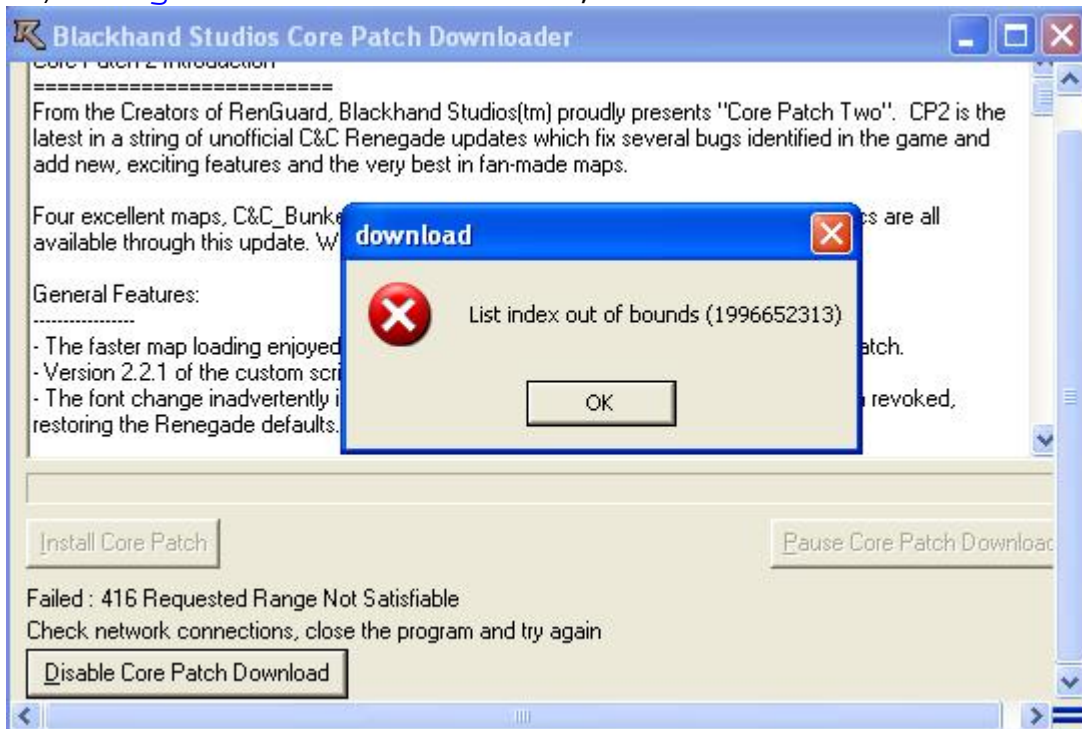 Blackhand Studios Core Patch Downloader
Core Patch 2 Introduction
==========================
From the Creators of RenGuard, Blackhand Studios(tm) proudly presents "Core Patch Two". CP2 is the
latest in a string of unofficial C&C Renegade updates which fix several bugs identified in the game and
add new, exciting features and the very best in fan-made maps.
Four excellent maps, C&C_Bunke cs are all
available through this update. W
download
List index out of bounds (1996652313)
OK
General Features:
----------------
- The faster map loading enjoyed atch.
- Version 2.2.1 of the custom scri
- The font change inadvertently i revoked,
restoring the Renegade defaults.
Install Core Patch
Pause Core Patch Downloac
Failed : 416 Requested Range Not Satisfiable
Check network connections, close the program and try again
Disable Core Patch Download